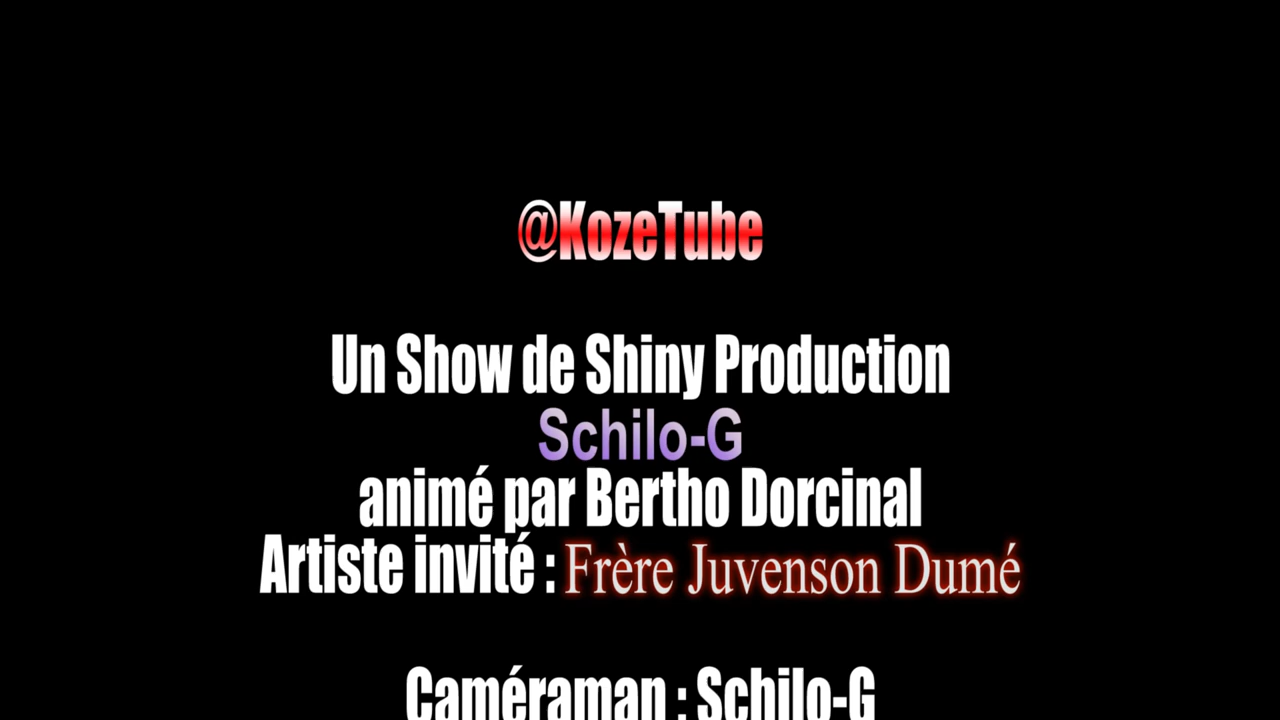 @KozeTube
Un Show de Shiny Production
Schilo-G
animé par Bertho Dorcinal
Artiste invité : Frère Juvenson Dumé
Caméraman : Schilo-G